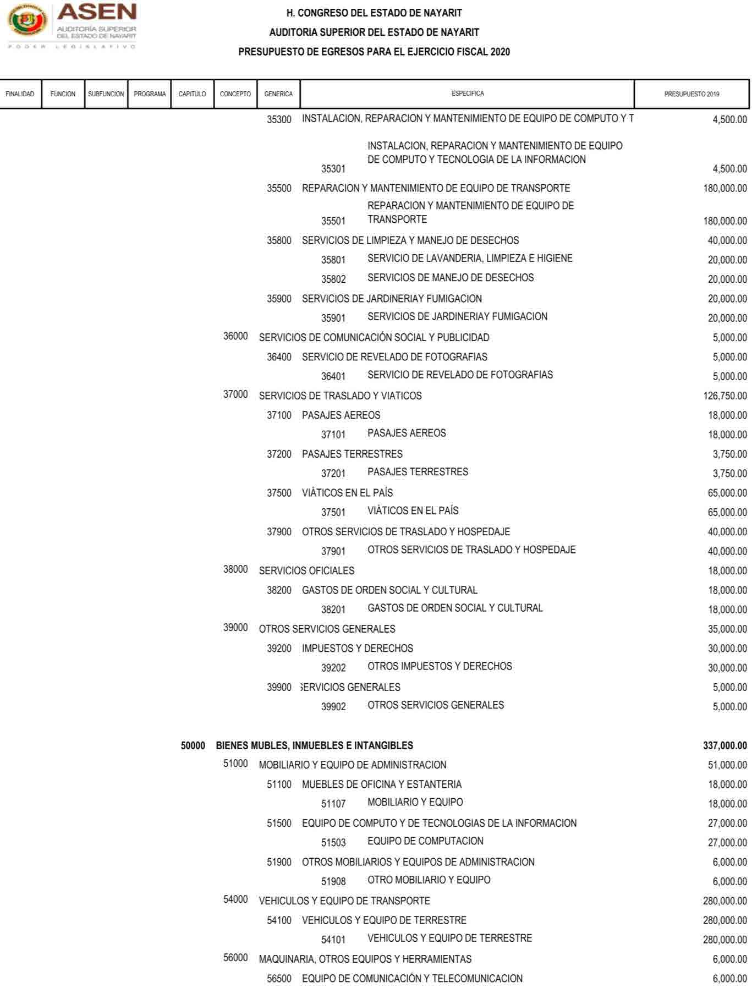 ASEN
AUDITORÍA SUPERIOR
DEL ESTADO DE NAYARIT
PODER LEGISLATIVO
H. CONGRESO DEL ESTADO DE NAYARIT
AUDITORIA SUPERIOR DEL ESTADO DE NAYARIT
PRESUPUESTO DE EGRESOS PARA EL EJERCICIO FISCAL 2020
FINALIDAD FUNCION SUBFUNCION PROGRAMA CAPITULO CONCEPTO GENERICA ESPECIFICA PRESUPUESTO 2019
35300 INSTALACION, REPARACION Y MANTENIMIENTO DE EQUIPO DE COMPUTO Y T 4,500.00
INSTALACION, REPARACION Y MANTENIMIENTO DE EQUIPO
DE COMPUTO Y TECNOLOGIA DE LA INFORMACION
35301 4,500.00
35500 REPARACION Y MANTENIMIENTO DE EQUIPO DE TRANSPORTE 180,000.00
REPARACION Y MANTENIMIENTO DE EQUIPO DE
35501 TRANSPORTE 180,000.00
35800 SERVICIOS DE LIMPIEZA Y MANEJO DE DESECHOS 40,000.00
35801 SERVICIO DE LAVANDERIA, LIMPIEZA E HIGIENE 20,000.00
35802 SERVICIOS DE MANEJO DE DESECHOS 20,000.00
35900 SERVICIOS DE JARDINERIAY FUMIGACION 20,000.00
35901 SERVICIOS DE JARDINERIAY FUMIGACION 20,000.00
36000 SERVICIOS DE COMUNICACIÓN SOCIAL Y PUBLICIDAD 5,000.00
36400 SERVICIO DE REVELADO DE FOTOGRAFIAS 5,000.00
36401 SERVICIO DE REVELADO DE FOTOGRAFIAS 5,000.00
37000 SERVICIOS DE TRASLADO Y VIATICOS 126,750.00
37100 PASAJES AEREOS 18,000.00
37101 PASAJES AEREOS 18,000.00
37200 PASAJES TERRESTRES 3,750.00
37201 PASAJES TERRESTRES 3,750.00
37500 VIÁTICOS EN EL PAÍS 65,000.00
37501 VIÁTICOS EN EL PAÍS 65,000.00
37900 OTROS SERVICIOS DE TRASLADO Y HOSPEDAJE 40,000.00
37901 OTROS SERVICIOS DE TRASLADO Y HOSPEDAJE 40,000.00
38000 SERVICIOS OFICIALES 18,000.00
38200 GASTOS DE ORDEN SOCIAL Y CULTURAL 18,000.00
38201 GASTOS DE ORDEN SOCIAL Y CULTURAL 18,000.00
39000 OTROS SERVICIOS GENERALES 35,000.00
39200 IMPUESTOS Y DERECHOS 30,000.00
39202 OTROS IMPUESTOS Y DERECHOS 30,000.00
39900 SERVICIOS GENERALES 5,000.00
39902 OTROS SERVICIOS GENERALES 5,000.00
50000 BIENES MUBLES, INMUEBLES E INTANGIBLES 337,000.00
51000 MOBILIARIO Y EQUIPO DE ADMINISTRACION 51,000.00
51100 MUEBLES DE OFICINA Y ESTANTERIA 18,000.00
51107 MOBILIARIO Y EQUIPO 18,000.00
51500 EQUIPO DE COMPUTO Y DE TECNOLOGIAS DE LA INFORMACION 27,000.00
51503 EQUIPO DE COMPUTACION 27,000.00
51900 OTROS MOBILIARIOS Y EQUIPOS DE ADMINISTRACION 6,000.00
51908 OTRO MOBILIARIO Y EQUIPO 6,000.00
54000 VEHICULOS Y EQUIPO DE TRANSPORTE 280,000.00
54100 VEHICULOS Y EQUIPO DE TERRESTRE 280,000.00
54101 VEHICULOS Y EQUIPO DE TERRESTRE 280,000.00
56000 MAQUINARIA, OTROS EQUIPOS Y HERRAMIENTAS 6,000.00
56500 EQUIPO DE COMUNICACIÓN Y TELECOMUNICACION 6,000.00